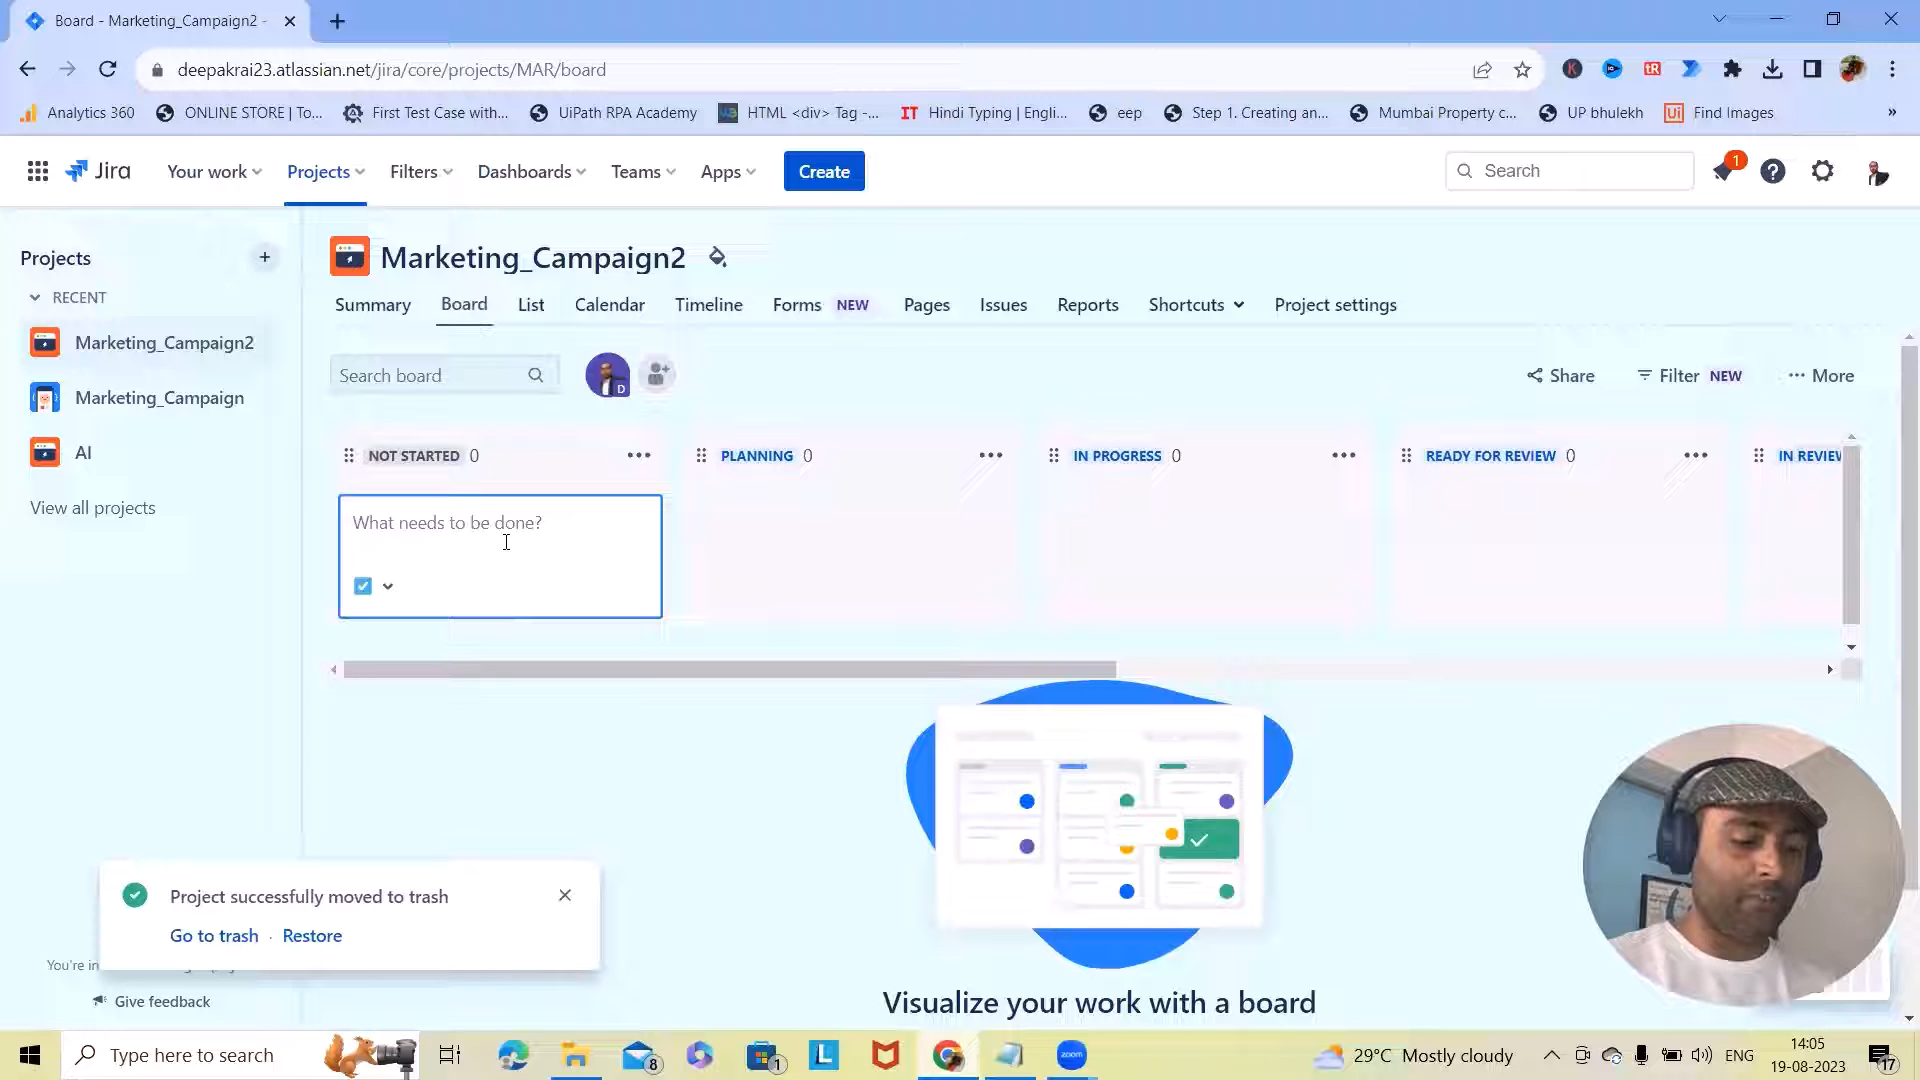 Board - Marketing_Campaign2 -
deepakrai23.atlassian.net/jira/core/projects/MAR/board
Analytics 360
ONLINE STORE | To...
First Test Case with...
UiPath RPA Academy
HTML <div> Tag -...
IT Hindi Typing | Engli...
eep
Step 1. Creating an...
Mumbai Property c...
UP bhulekh
Ui Find Images
»
Jira
Your work
Projects
Filters
Dashboards
Teams
Apps
Create
Search
1
Projects
RECENT
Marketing_Campaign2
Marketing_Campaign
AI
View all projects
Marketing_Campaign2
Summary
Board
List
Calendar
Timeline
Forms NEW
Pages
Issues
Reports
Shortcuts
Project settings
Search board
D
Share
Filter NEW
More
NOT STARTED 0
PLANNING 0
IN PROGRESS 0
READY FOR REVIEW 0
IN REVIEW
What needs to be done?
Visualize your work with a board
Project successfully moved to trash
Go to trash · Restore
You're in
Give feedback
Type here to search
8
1
L
zoom
29°C Mostly cloudy
ENG
14:05
19-08-2023
17